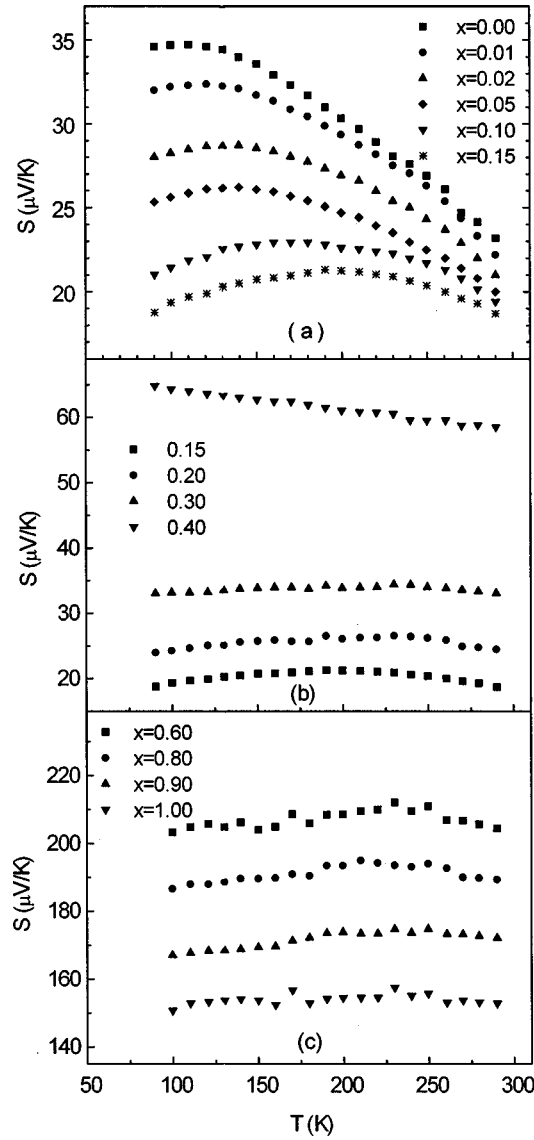 35
30
25
20
S (μV/K)
x=0.00
x=0.01
x=0.02
x=0.05
x=0.10
x=0.15
(a)
60
50
40
30
20
S (μV/K)
0.15
0.20
0.30
0.40
(b)
220
200
180
160
140
S (μV/K)
x=0.60
x=0.80
x=0.90
x=1.00
(c)
50 100 150 200 250 300
T (K)